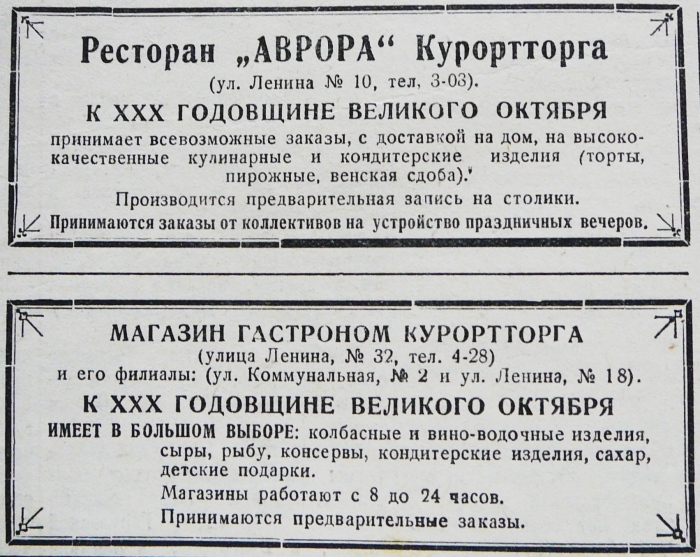 Ресторан „АВРОРА“ Курортторга
(ул. Ленина № 10, тел. 3-03).
К XXX ГОДОВЩИНЕ ВЕЛИКОГО ОКТЯБРЯ
принимает всевозможные заказы, с доставкой на дом, на высоко-
качественные кулинарные и кондитерские изделия (торты,
пирожные, венская сдоба).
Производится предварительная запись на столики.
Принимаются заказы от коллективов на устройство праздничных вечеров.
МАГАЗИН ГАСТРОНОМ КУРОРТТОРГА
(улица Ленина, № 32, тел. 4-28)
и его филиалы: (ул. Коммунальная, № 2 и ул. Ленина, № 18).
К XXX ГОДОВЩИНЕ ВЕЛИКОГО ОКТЯБРЯ
ИМЕЕТ В БОЛЬШОМ ВЫБОРЕ: колбасные и вино-водочные изделия,
сыры, рыбу, консервы, кондитерские изделия, сахар,
детские подарки.
Магазины работают с 8 до 24 часов.
Принимаются предварительные заказы.